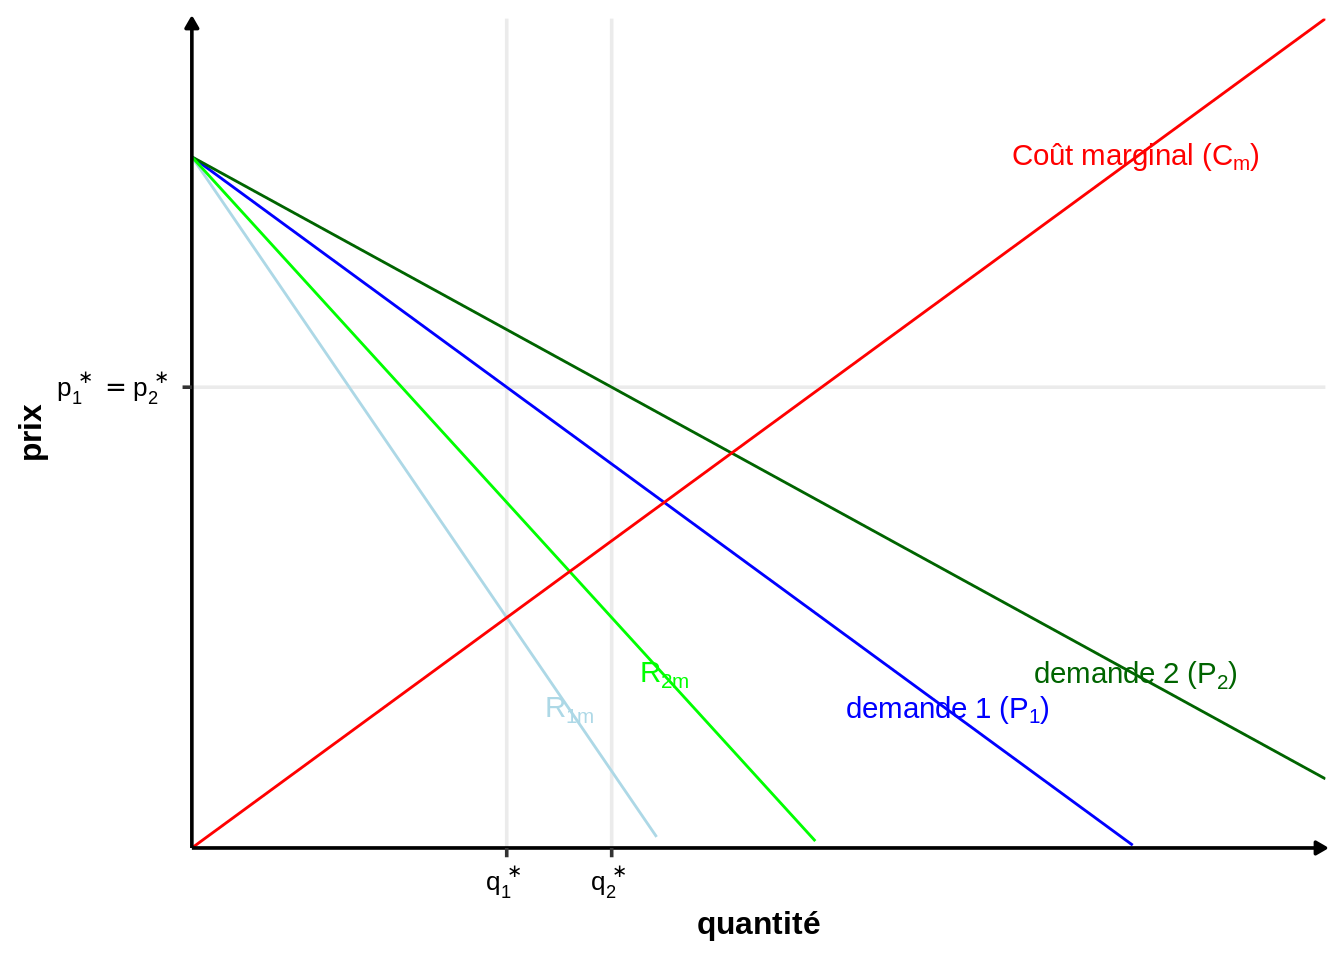 Coût marginal (Cm)
p1* = p2*
prix
R2m
demande 2 (P2)
R1m
demande 1 (P1)
q1* q2*
quantité